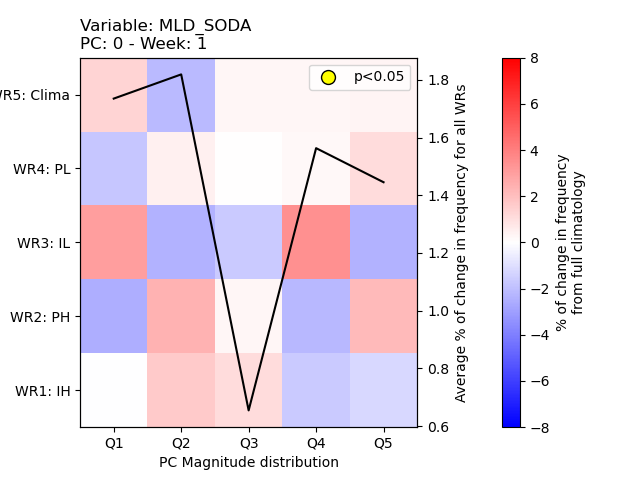 Variable: MLD_SODA
PC: 0 - Week: 1
p<0.05
WR5: Clima
WR4: PL
WR3: IL
WR2: PH
WR1: IH
Q1 Q2 Q3 Q4 Q5
PC Magnitude distribution
1.8
1.6
1.4
1.2
1.0
0.8
0.6
Average % of change in frequency for all WRs
8
6
4
2
0
−2
−4
−6
−8
% of change in frequency
from full climatology